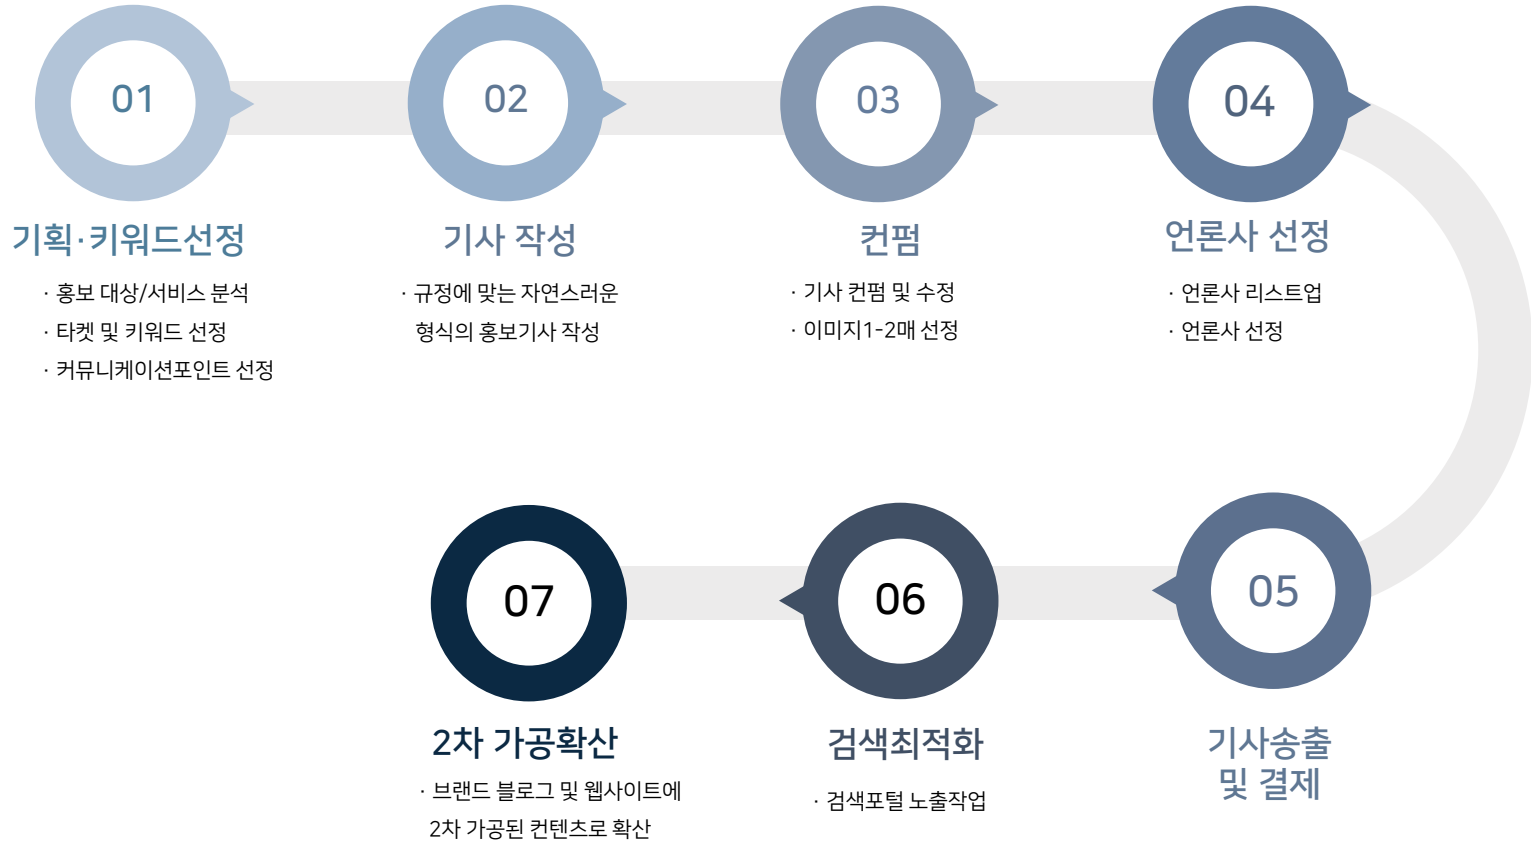 01
기획·키워드선정
· 홍보 대상/서비스 분석
· 타켓 및 키워드 선정
· 커뮤니케이션포인트 선정
02
기사 작성
· 규정에 맞는 자연스러운
형식의 홍보기사 작성
03
컨펌
· 기사 컨펌 및 수정
· 이미지1-2매 선정
04
언론사 선정
· 언론사 리스트업
· 언론사 선정
05
기사송출
및 결제
06
검색최적화
· 검색포털 노출작업
07
2차 가공확산
· 브랜드 블로그 및 웹사이트에
2차 가공된 컨텐츠로 확산